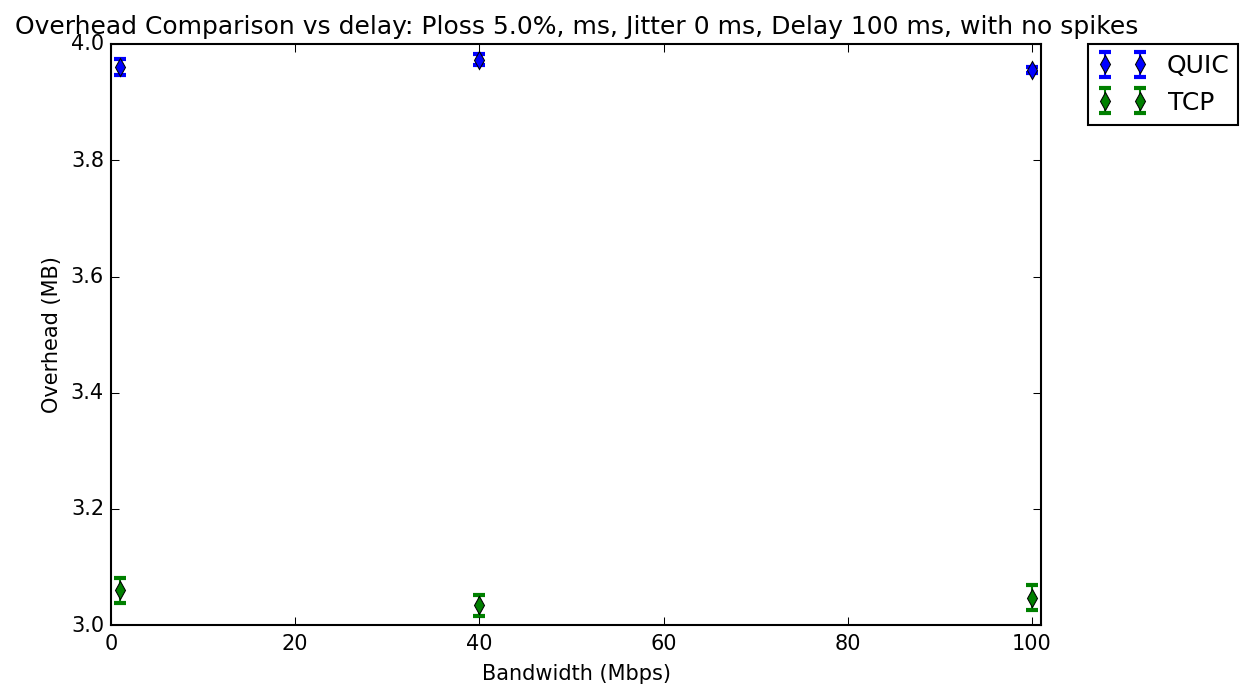 Overhead Comparison vs delay: Ploss 5.0%, ms, Jitter 0 ms, Delay 100 ms, with no spikes
QUIC
TCP
Overhead (MB)
4.0
3.8
3.6
3.4
3.2
3.0
0 20 40 60 80 100
Bandwidth (Mbps)